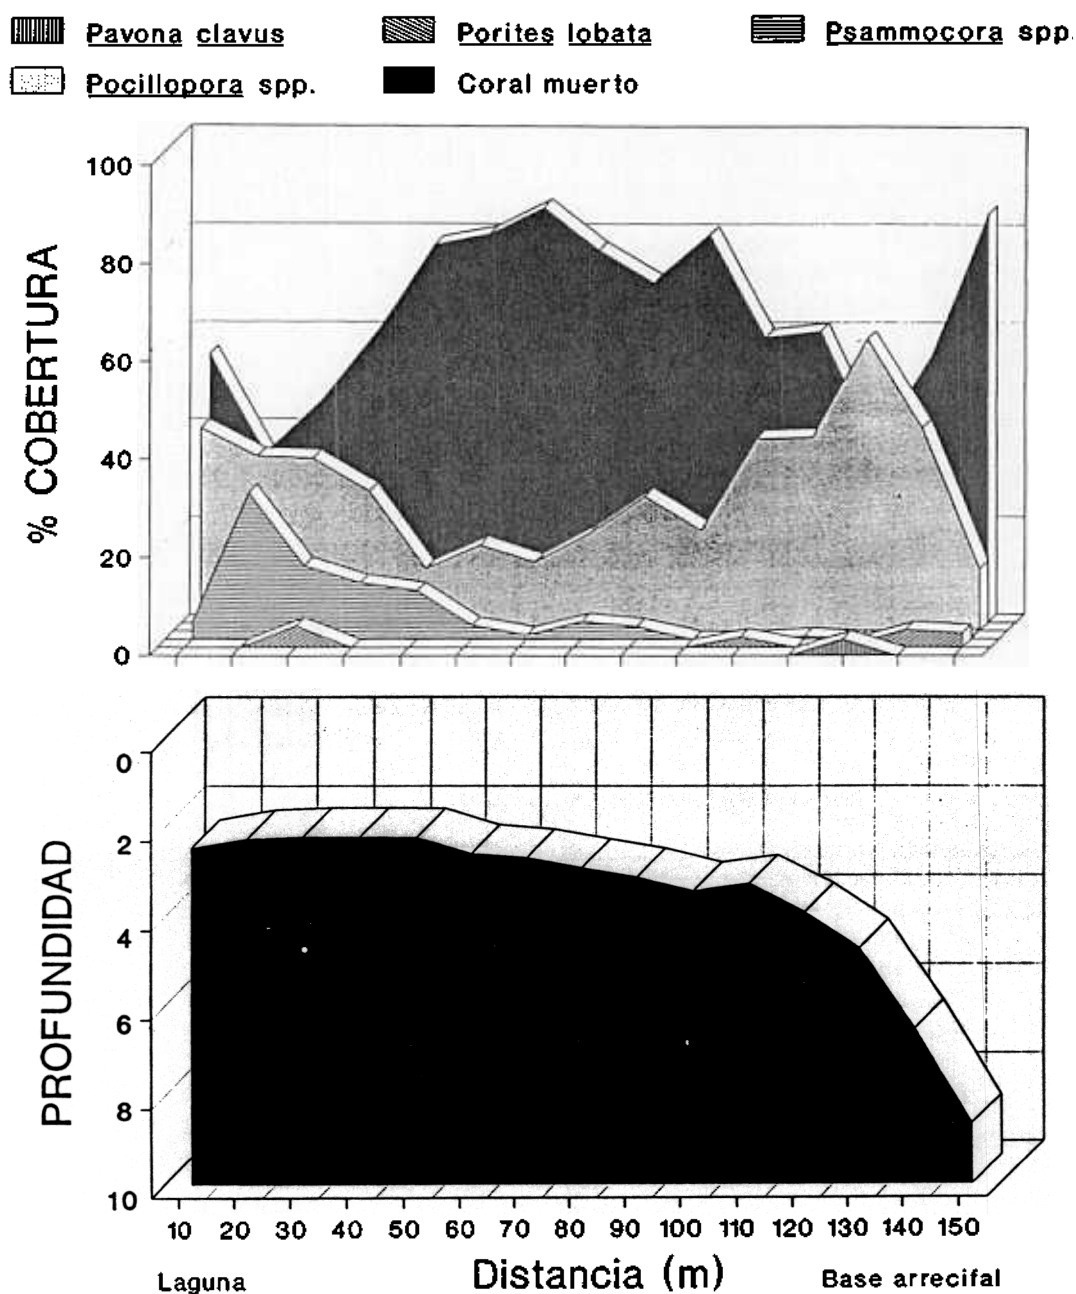 Pavona clavus Porites lobata Psammocora spp.
Pocillopora spp. Coral muerto
100
80
60
40
20
0
% COBERTURA
0
2
4
6
8
10
PROFUNDIDAD
10 20 30 40 50 60 70 80 90 100 110 120 130 140 150
Laguna Distancia (m) Base arrecifal